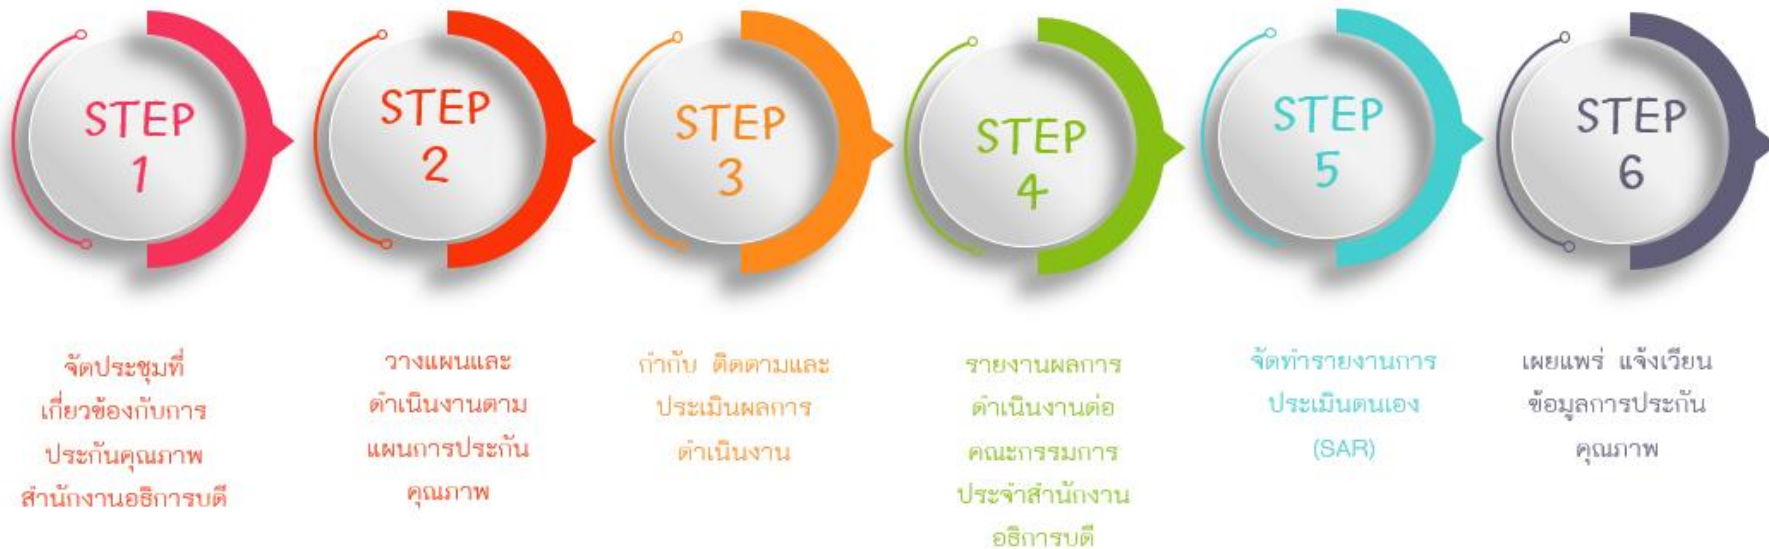 STEP
1
จัดประชุมที่
เกี่ยวข้องกับการ
ประกันคุณภาพ
สำนักงานอธิการบดี
STEP
2
วางแผนและ
ดำเนินงานตาม
แผนการประกัน
คุณภาพ
STEP
3
กำกับ ติดตามและ
ประเมินผลการ
ดำเนินงาน
STEP
4
รายงานผลการ
ดำเนินงานต่อ
คณะกรรมการ
ประจำสำนักงาน
อธิการบดี
STEP
5
จัดทำรายงานการ
ประเมินตนเอง
(SAR)
STEP
6
เผยแพร่ แจ้งเวียน
ข้อมูลการประกัน
คุณภาพ